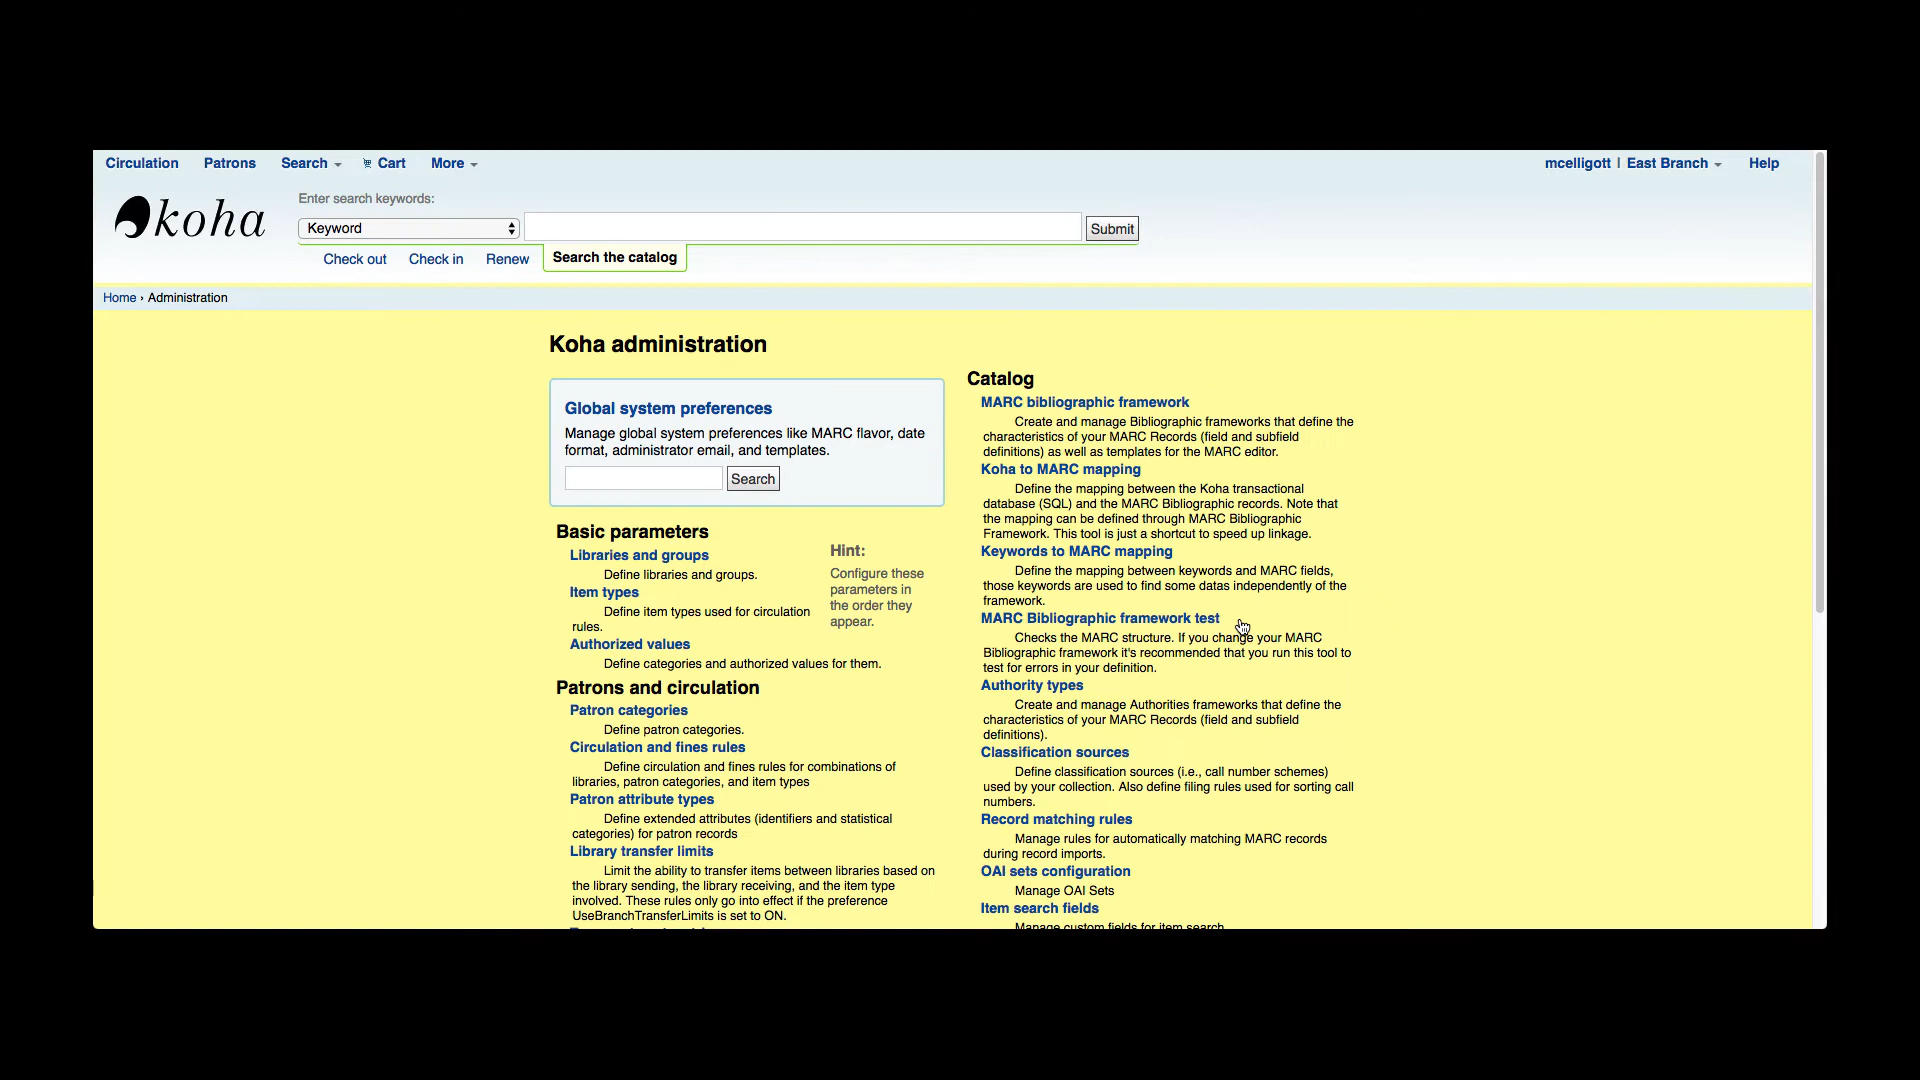 Circulation Patrons Search Cart More mcelligott | East Branch Help
koha
Enter search keywords:
Keyword Submit
Check out Check in Renew Search the catalog
Home › Administration
Koha administration
Global system preferences
Manage global system preferences like MARC flavor, date
format, administrator email, and templates.
Search
Basic parameters
Libraries and groups
Define libraries and groups.
Item types
Define item types used for circulation
rules.
Authorized values
Define categories and authorized values for them.
Hint:
Configure these
parameters in
the order they
appear.
Patrons and circulation
Patron categories
Define patron categories.
Circulation and fines rules
Define circulation and fines rules for combinations of
libraries, patron categories, and item types
Patron attribute types
Define extended attributes (identifiers and statistical
categories) for patron records
Library transfer limits
Limit the ability to transfer items between libraries based on
the library sending, the library receiving, and the item type
involved. These rules only go into effect if the preference
UseBranchTransferLimits is set to ON.
Catalog
MARC bibliographic framework
Create and manage Bibliographic frameworks that define the
characteristics of your MARC Records (field and subfield
definitions) as well as templates for the MARC editor.
Koha to MARC mapping
Define the mapping between the Koha transactional
database (SQL) and the MARC Bibliographic records. Note that
the mapping can be defined through MARC Bibliographic
Framework. This tool is just a shortcut to speed up linkage.
Keywords to MARC mapping
Define the mapping between keywords and MARC fields,
those keywords are used to find some datas independently of the
framework.
MARC Bibliographic framework test
Checks the MARC structure. If you change your MARC
Bibliographic framework it's recommended that you run this tool to
test for errors in your definition.
Authority types
Create and manage Authorities frameworks that define the
characteristics of your MARC Records (field and subfield
definitions).
Classification sources
Define classification sources (i.e., call number schemes)
used by your collection. Also define filing rules used for sorting call
numbers.
Record matching rules
Manage rules for automatically matching MARC records
during record imports.
OAI sets configuration
Manage OAI Sets
Item search fields
Manage custom fields for item search